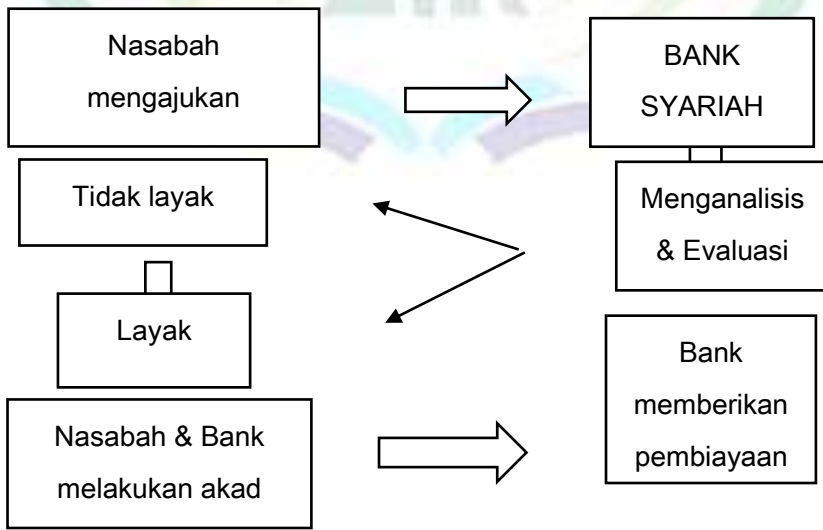 Nasabah
mengajukan
BANK
SYARIAH
Tidak layak
Menganalisis
& Evaluasi
Layak
Bank
memberikan
pembiayaan
Nasabah & Bank
melakukan akad